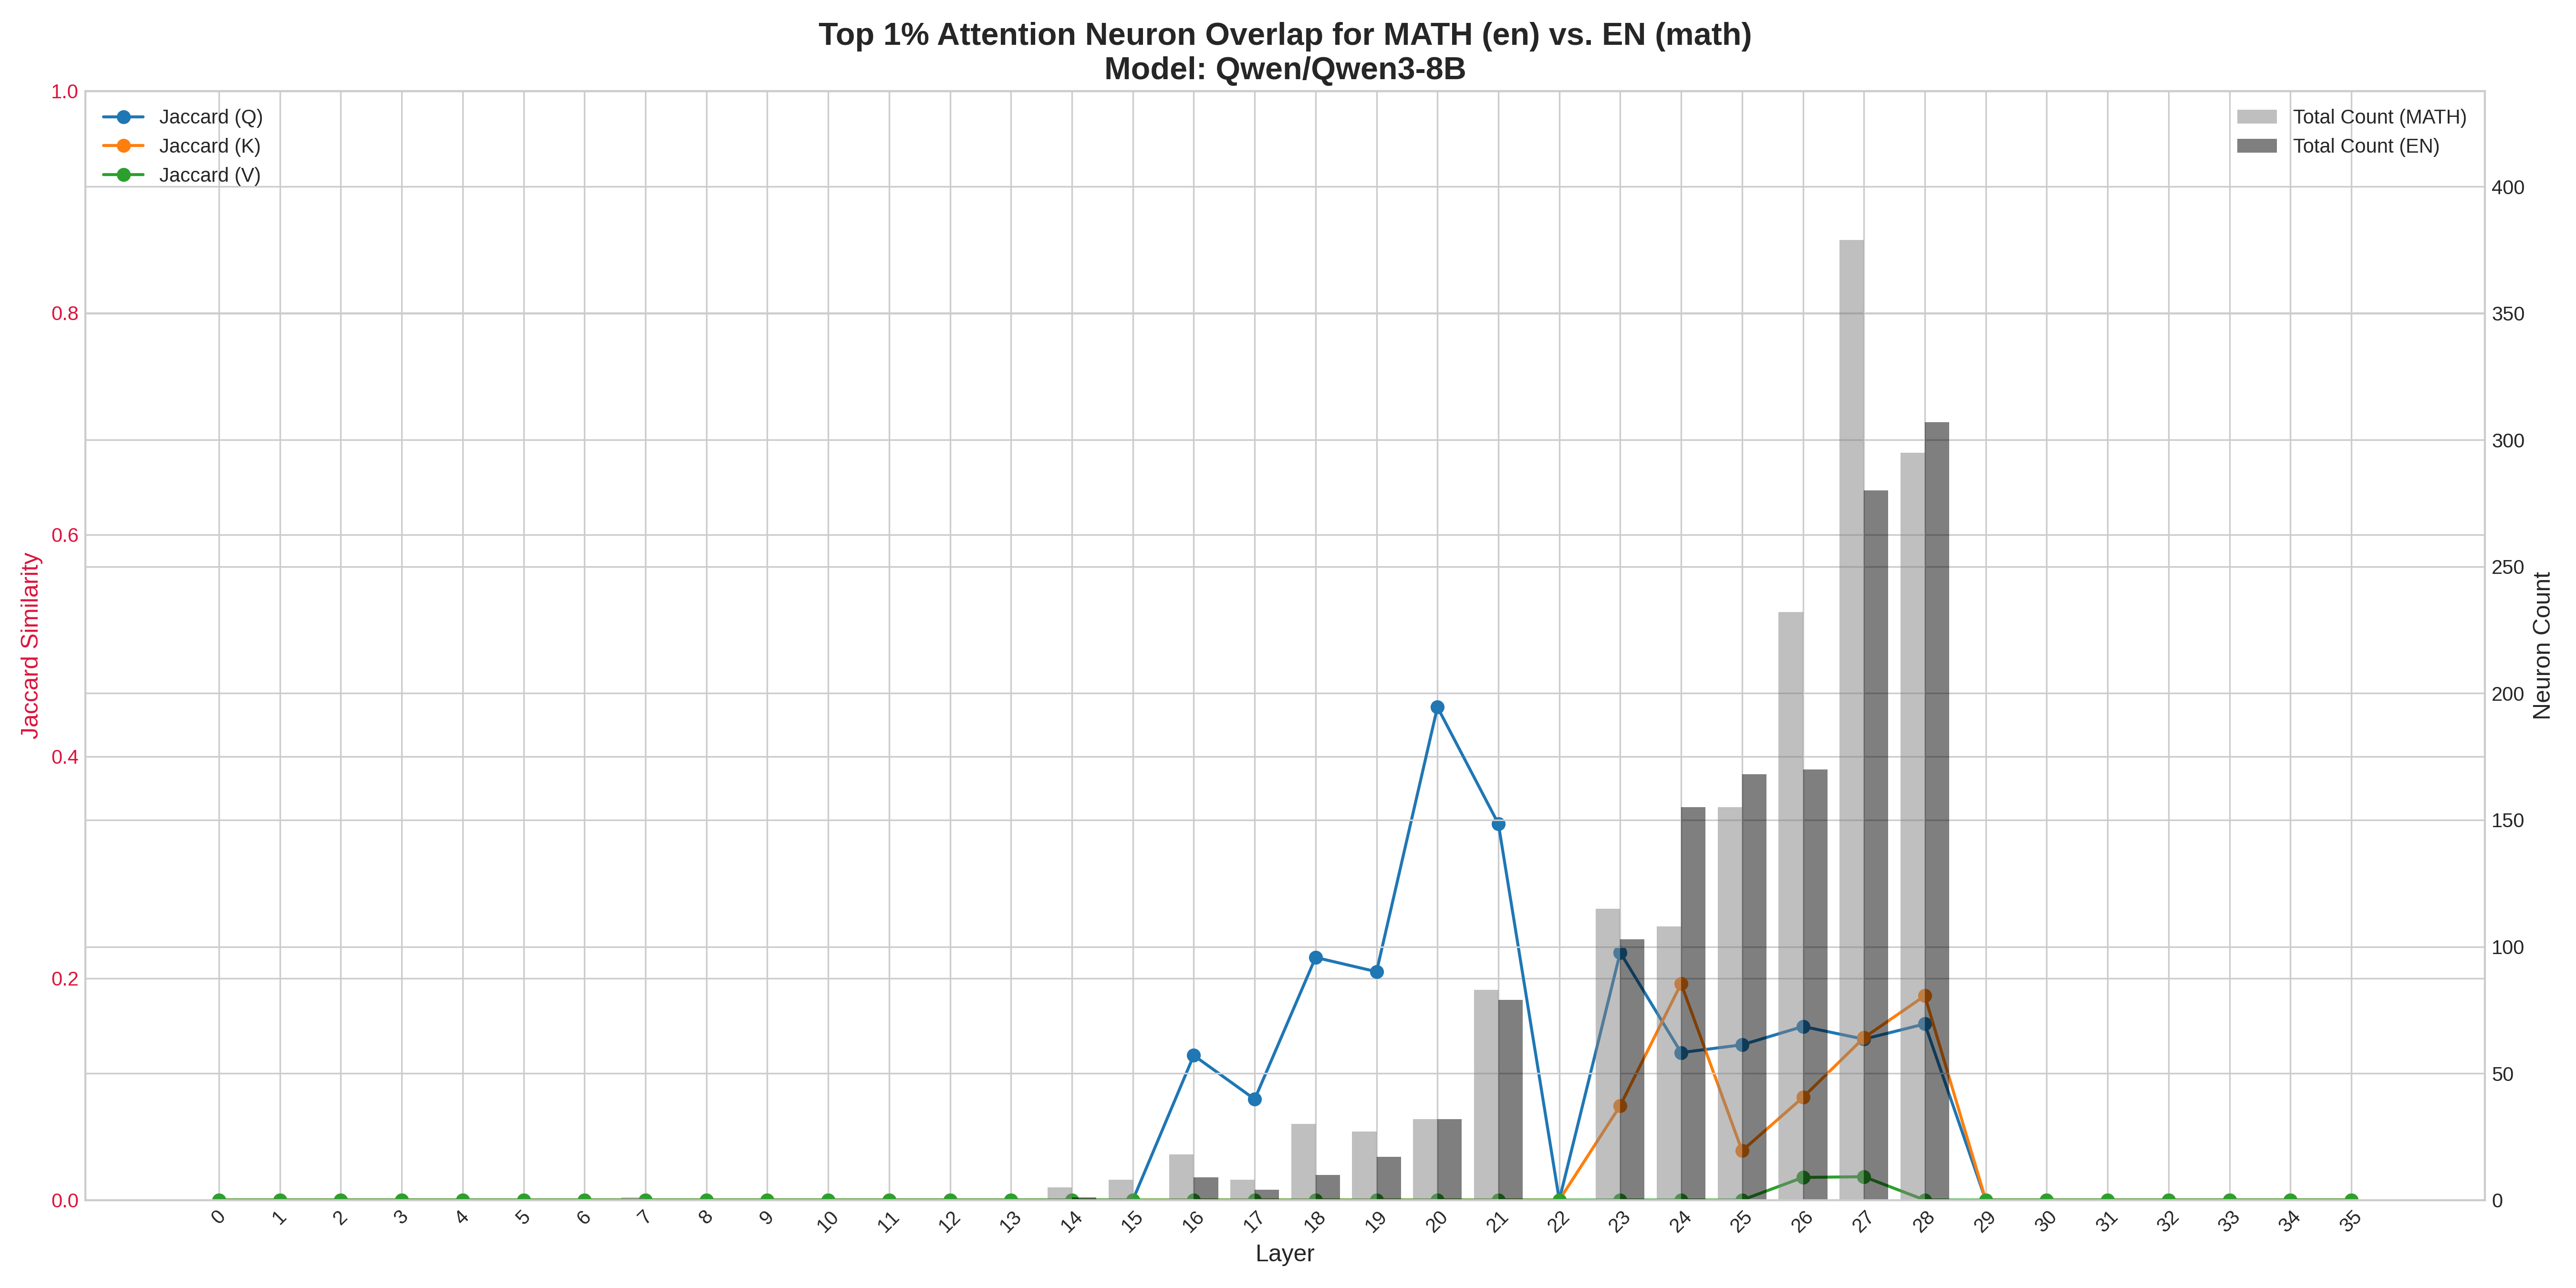 Top 1% Attention Neuron Overlap for MATH (en) vs. EN (math)
Model: Qwen/Qwen3-8B
Jaccard (Q)
Jaccard (K)
Jaccard (V)
Total Count (MATH)
Total Count (EN)
Jaccard Similarity
1.0
0.8
0.6
0.4
0.2
0.0
Neuron Count
400
350
300
250
200
150
100
50
0
0 1 2 3 4 5 6 7 8 9 10 11 12 13 14 15 16 17 18 19 20 21 22 23 24 25 26 27 28 29 30 31 32 33 34 35
Layer